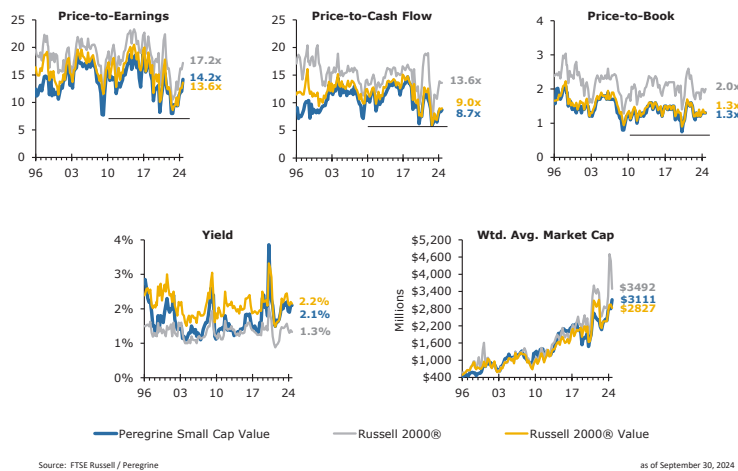 Price-to-Earnings
25
20
15
10
5
0
96 03 10 17 24
17.2x
14.2x
13.6x
Price-to-Cash Flow
25
20
15
10
5
0
96 03 10 17 24
13.6x
9.0x
8.7x
Price-to-Book
4
3
2
1
0
96 03 10 17 24
2.0x
1.3x
1.3x
Yield
4%
3%
2%
1%
0%
96 03 10 17 24
2.2%
2.1%
1.3%
Wtd. Avg. Market Cap
Millions
$5,200
$4,600
$4,000
$3,400
$2,800
$2,200
$1,600
$1,000
$400
96 03 10 17 24
$3492
$3111
$2827
Peregrine Small Cap Value Russell 2000® Russell 2000® Value
Source: FTSE Russell / Peregrine as of September 30, 2024